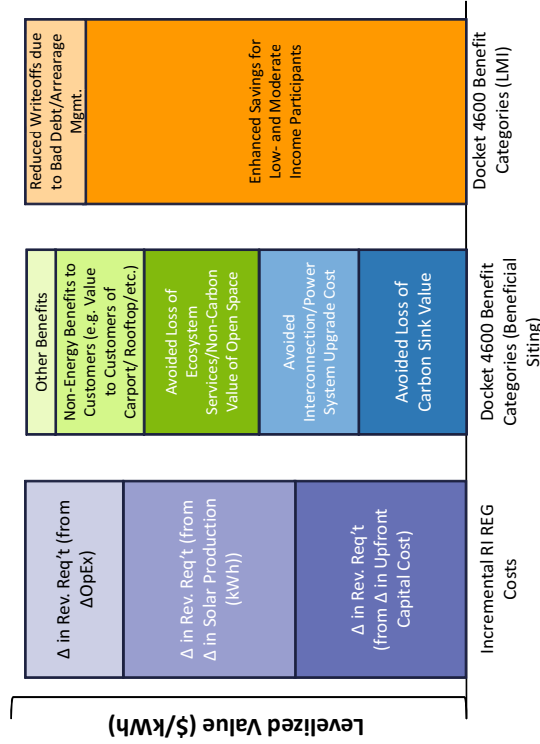 Levelized Value ($/kWh)
Δ in Rev. Req't (from
ΔOpEx)
Δ in Rev. Req't (from
Δ in Solar Production
(kWh))
Δ in Rev. Req't
(from Δ in Upfront
Capital Cost)
Incremental RI REG
Costs
Other Benefits
Non-Energy Benefits to
Customers (e.g. Value
to Customers of
Carport/ Rooftop/etc.)
Avoided Loss of
Ecosystem
Services/Non-Carbon
Value of Open Space
Avoided
Interconnection/Power
System Upgrade Cost
Avoided Loss of
Carbon Sink Value
Docket 4600 Benefit
Categories (Beneficial
Siting)
Reduced Writeoffs due
to Bad Debt/Arrearage
Mgmt.
Enhanced Savings for
Low- and Moderate
Income Participants
Docket 4600 Benefit
Categories (LMI)